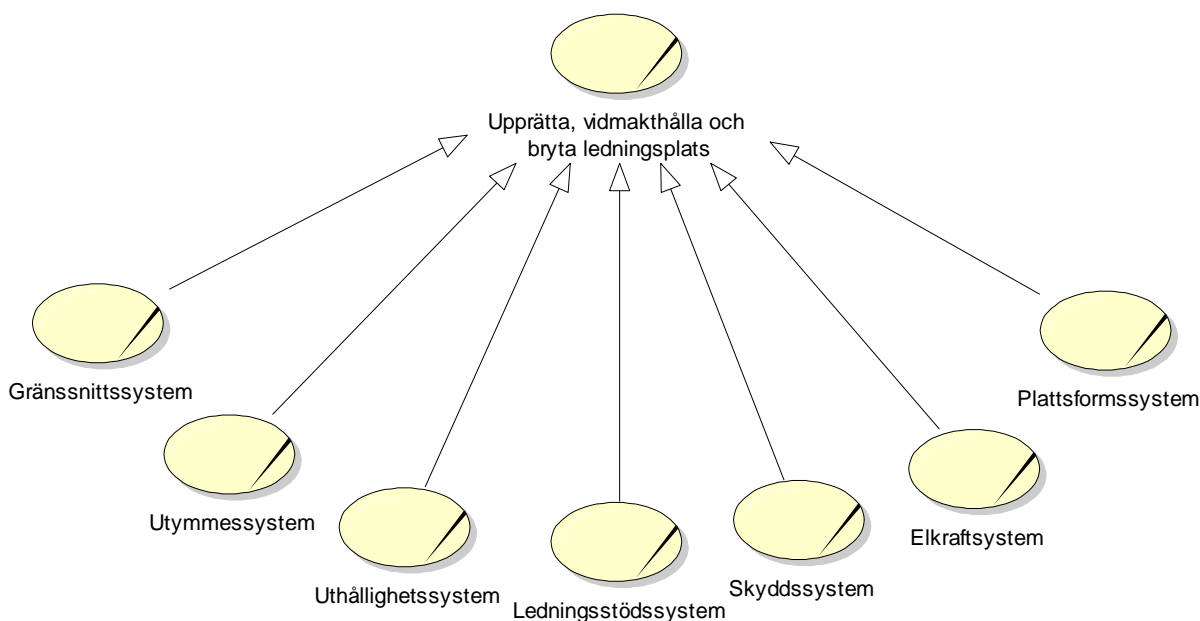 Upprätta, vidmakthålla och
bryta ledningsplats
Gränssnittssystem
Plattsformssystem
Utymmessystem
Elkraftsystem
Uthållighetssystem
Ledningsstödssystem
Skyddssystem